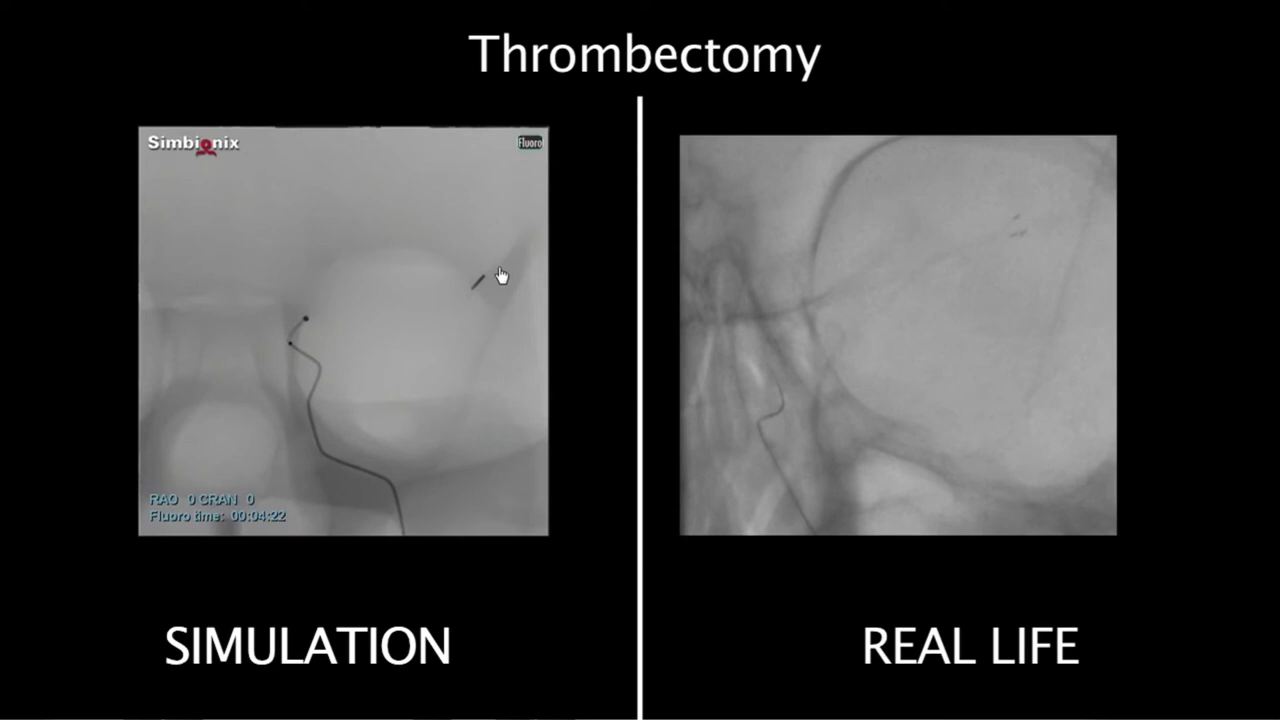 Thrombectomy
Simbionix
Fluoro
RAO 0 CRAN 0
Fluoro time: 00:04:22
SIMULATION
REAL LIFE